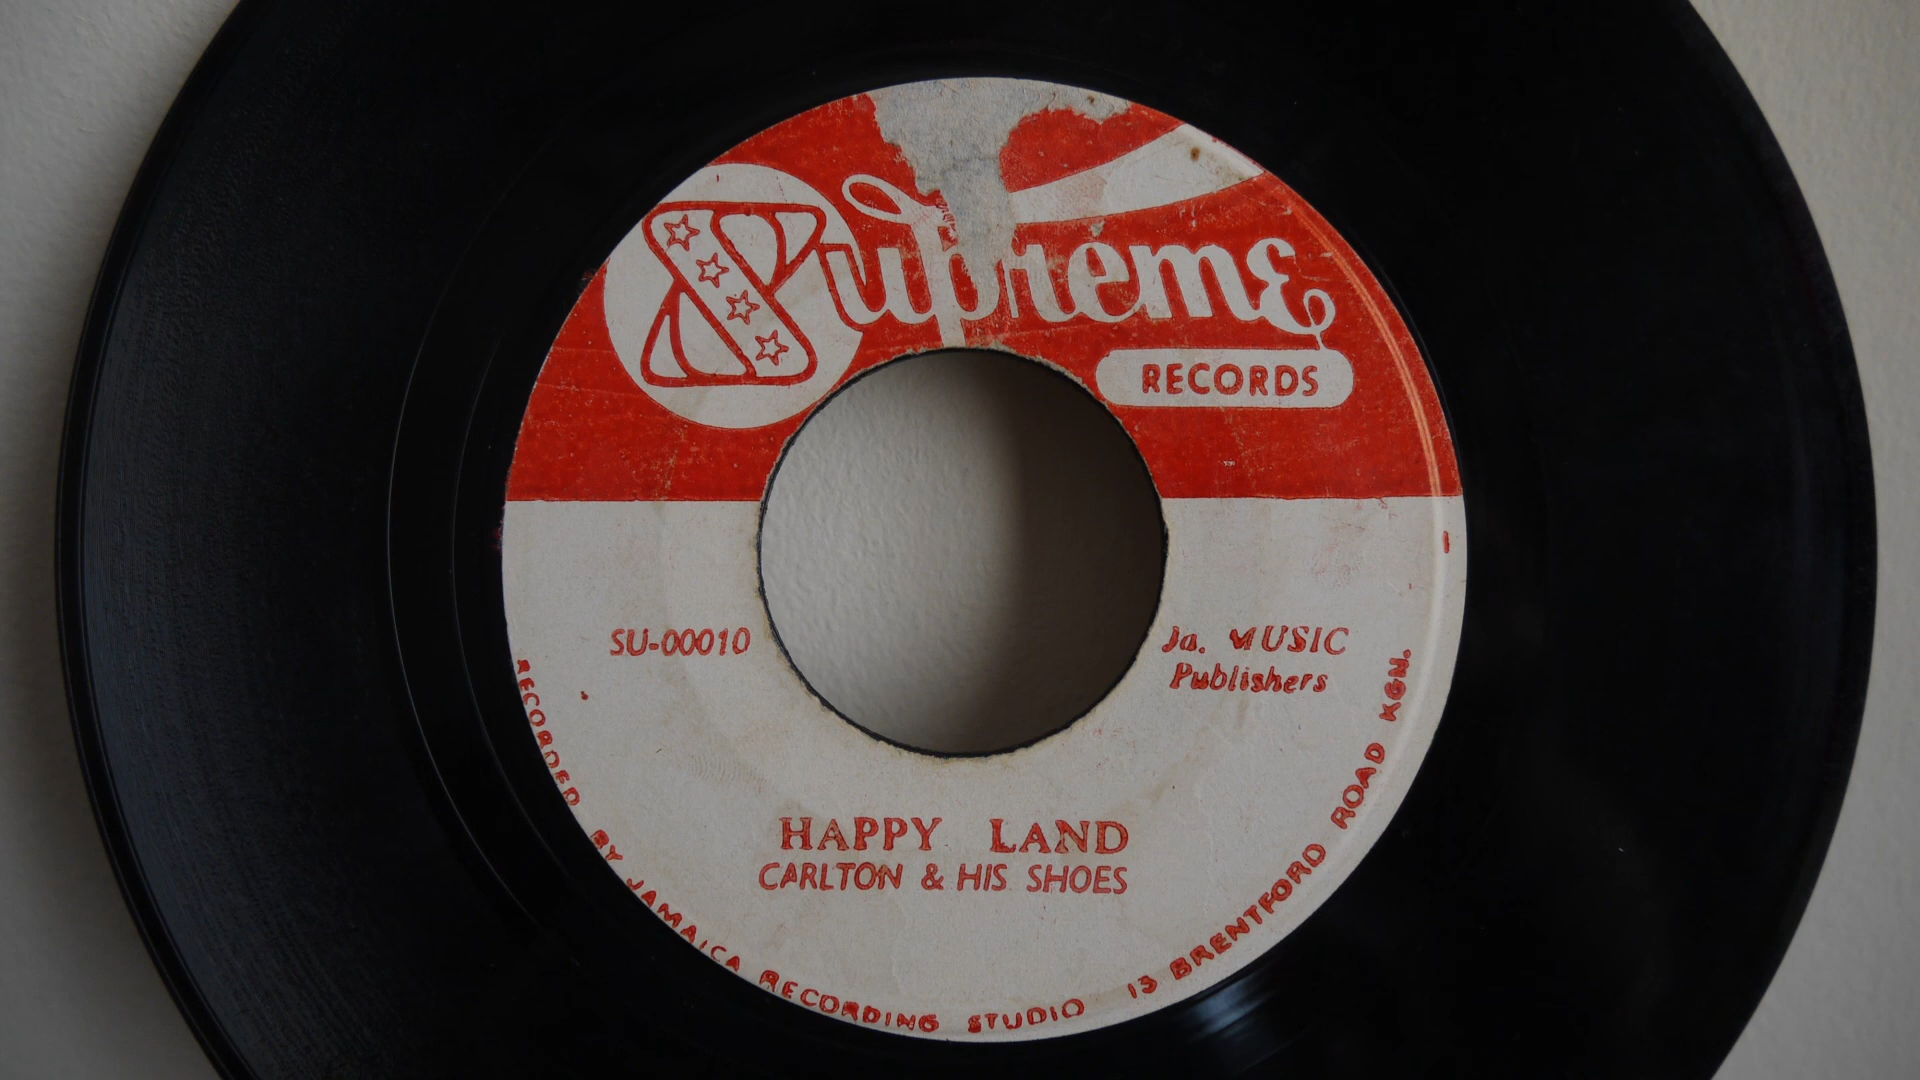 Supreme
RECORDS
SU-00010
Ja. MUSIC
Publishers
HAPPY LAND
CARLTON & HIS SHOES
RECORDED BY JAMAICA RECORDING STUDIO 13 BRENTFORD ROAD KGN.